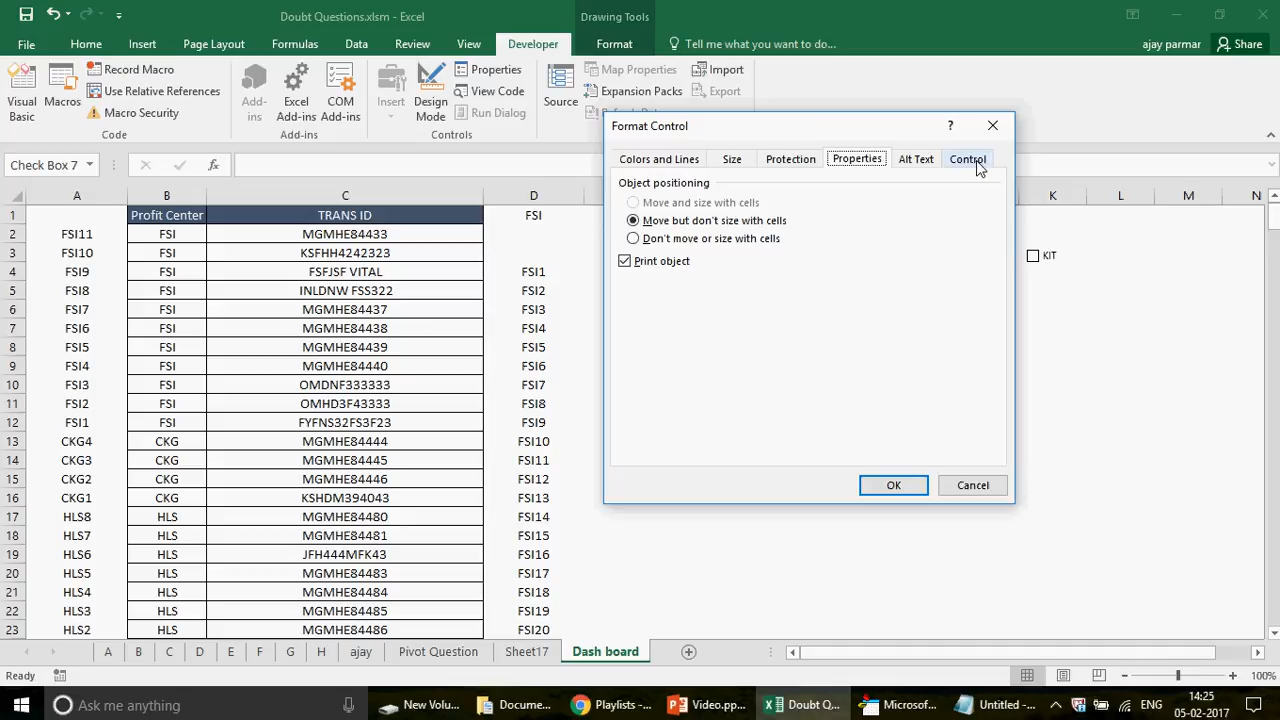 Doubt Questions.xlsm - Excel
Drawing Tools
File Home Insert Page Layout Formulas Data Review View Developer Format Tell me what you want to do... ajay parmar Share
Visual Basic
Macros
Record Macro
Use Relative References
Macro Security
Code
Add-ins
Excel Add-ins
COM Add-ins
Add-ins
Insert
Design Mode
Properties
View Code
Run Dialog
Controls
Source
Map Properties
Expansion Packs
Import
Export
Format Control ?
Colors and Lines Size Protection Properties Alt Text Control
Object positioning
Move and size with cells
Move but don't size with cells
Don't move or size with cells
Print object
OK Cancel
Check Box 7 fx
A B C D K L M N
1 Profit Center TRANS ID FSI
2 FSI11 FSI MGMHE84433
3 FSI10 FSI KSFHH4242323
KIT
4 FSI9 FSI FSFJSF VITAL FSI1
5 FSI8 FSI INLDNW FSS322 FSI2
6 FSI7 FSI MGMHE84437 FSI3
7 FSI6 FSI MGMHE84438 FSI4
8 FSI5 FSI MGMHE84439 FSI5
9 FSI4 FSI MGMHE84440 FSI6
10 FSI3 FSI OMDNF333333 FSI7
11 FSI2 FSI OMHD3F43333 FSI8
12 FSI1 FSI FYFNS32FS3F23 FSI9
13 CKG4 CKG MGMHE84444 FSI10
14 CKG3 CKG MGMHE84445 FSI11
15 CKG2 CKG MGMHE84446 FSI12
16 CKG1 CKG KSHDM394043 FSI13
17 HLS8 HLS MGMHE84480 FSI14
18 HLS7 HLS MGMHE84481 FSI15
19 HLS6 HLS JFH444MFK43 FSI16
20 HLS5 HLS MGMHE84483 FSI17
21 HLS4 HLS MGMHE84484 FSI18
22 HLS3 HLS MGMHE84485 FSI19
23 HLS2 HLS MGMHE84486 FSI20
A B C D E F G H ajay Pivot Question Sheet17 Dash board
Ready 100%
Ask me anything New Volu... Docume... Playlists -... Video.pp... Doubt Q... Microsof... Untitled -... ENG 14:25
05-02-2017